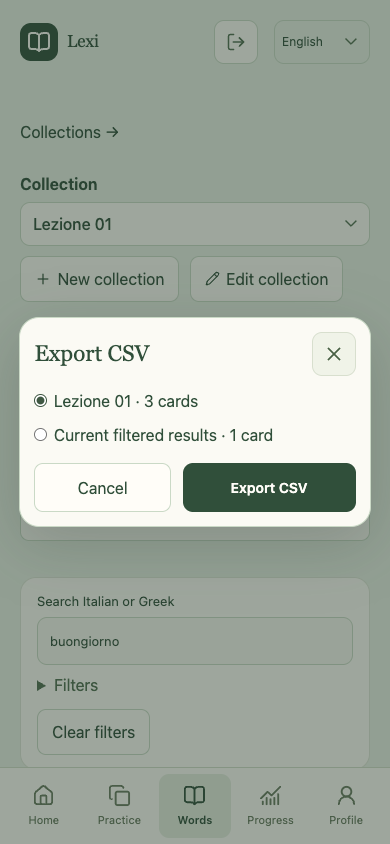 Lexi
English
Collections →
Collection
Lezione 01
+ New collection
Edit collection
Export CSV
Lezione 01 · 3 cards
Current filtered results · 1 card
Cancel
Export CSV
Search Italian or Greek
buongiorno
Filters
Clear filters
Home
Practice
Words
Progress
Profile